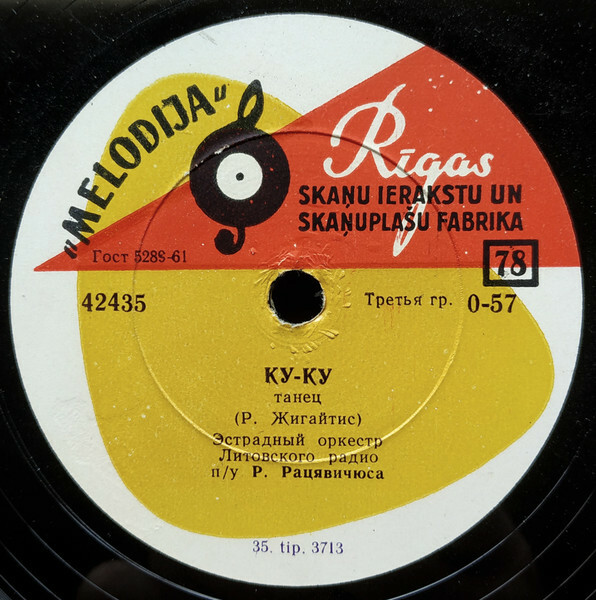 "MELODIJA"
Rīgas
SKAŅU IERAKSTU UN
SKAŅUPLAŠU FABRIKA
Гост 5288-61
78
42435
Третья гр. 0-57
КУ-КУ
танец
(Р. Жигайтис)
Эстрадный оркестр
Литовского радио
п/у Р. Рацявичюса
35. tip. 3713